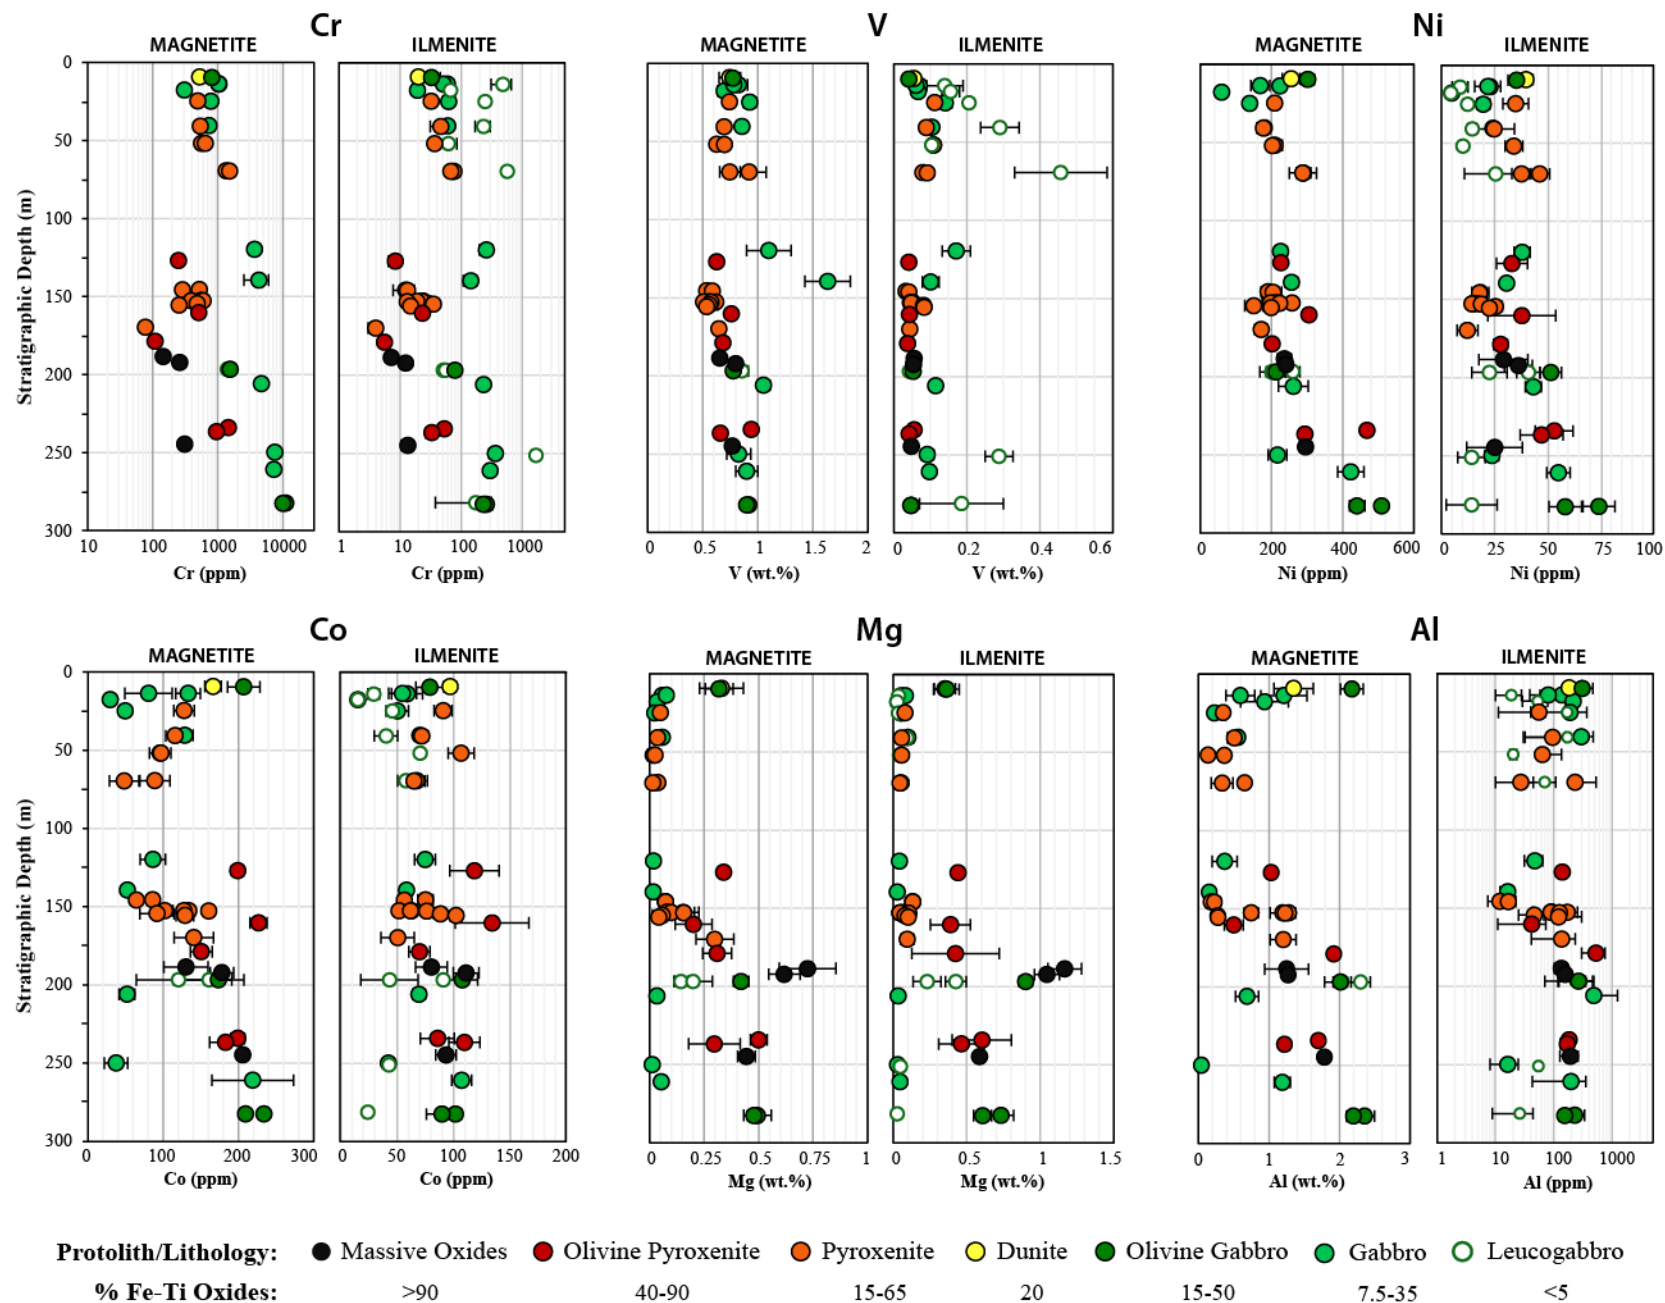 Cr
V
Ni
MAGNETITE
ILMENITE
MAGNETITE
ILMENITE
MAGNETITE
ILMENITE
Stratigraphic Depth (m)
0
50
100
150
200
250
300
10 100 1000 10000
1 10 100 1000
0 0.5 1 1.5 2
0 0.2 0.4 0.6
0 200 400 600
0 25 50 75 100
Cr (ppm)
Cr (ppm)
V (wt.%)
V (wt.%)
Ni (ppm)
Ni (ppm)
Co
Mg
Al
MAGNETITE
ILMENITE
MAGNETITE
ILMENITE
MAGNETITE
ILMENITE
Stratigraphic Depth (m)
0
50
100
150
200
250
300
0 100 200 300
0 50 100 150 200
0 0.25 0.5 0.75 1
0 0.5 1 1.5
0 1 2 3
1 10 100 1000
Co (ppm)
Co (ppm)
Mg (wt.%)
Mg (wt.%)
Al (wt.%)
Al (ppm)
Protolith/Lithology: Massive Oxides Olivine Pyroxenite Pyroxenite Dunite Olivine Gabbro Gabbro Leucogabbro
% Fe-Ti Oxides: >90 40-90 15-65 20 15-50 7.5-35 <5